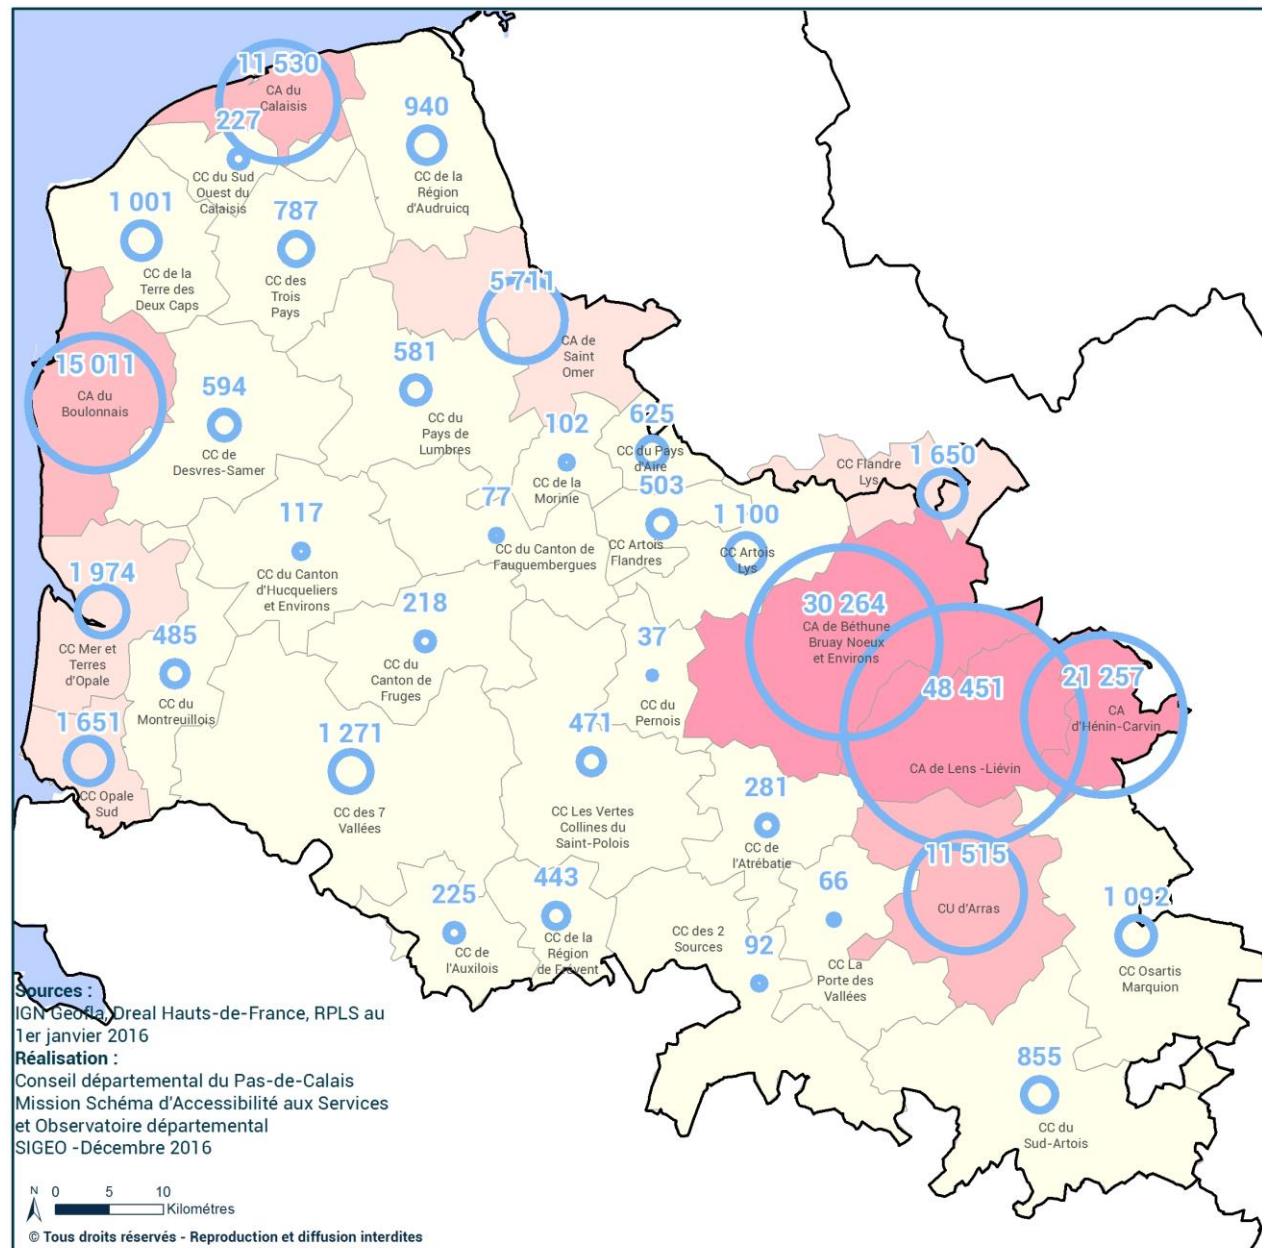 11 530
CA du
Calaisis
227
CC du Sud
Ouest du
Calaisis
940
CC de la
Région
d'Audruicq
1 001
CC de la
Terre des
Deux Caps
787
CC des
Trois
Pays
5 711
CA de
Saint
Omer
15 011
CA du
Boulonnais
594
CC de
Desvres-Samer
581
CC du
Pays de
Lumbres
102
CC de la
Morinie
625
CC du Pays
d'Aire
CC Flandre
Lys
1 650
117
CC du Canton
d'Hucqueliers
et Environs
77
CC du Canton de
Fauquembergues
503
CC Artois
Flandres
1 100
CC Artois
Lys
1 974
CC Mer et
Terres
d'Opale
485
CC du
Montreuillois
218
CC du
Canton de
Fruges
37
CC du
Pernois
30 264
CA de Béthune
Bruay Noeux
et Environs
48 451
CA de Lens -Liévin
21 257
CA
d'Hénin-Carvin
1 651
CC Opale
Sud
1 271
CC des 7
Vallées
471
CC Les Vertes
Collines du
Saint-Polois
281
CC de
l'Atrébatie
11 515
CU d'Arras
225
CC de
l'Auxilois
443
CC de la
Région
de Frévent
CC des 2
Sources
92
66
CC La
Porte des
Vallées
1 092
CC Osartis
Marquion
855
CC du
Sud-Artois
Sources :
IGN Géofla, Dreal Hauts-de-France, RPLS au
1er janvier 2016
Réalisation :
Conseil départemental du Pas-de-Calais
Mission Schéma d'Accessibilité aux Services
et Observatoire départemental
SIGEO -Décembre 2016
N
0 5 10
Kilométres
© Tous droits réservés - Reproduction et diffusion interdites